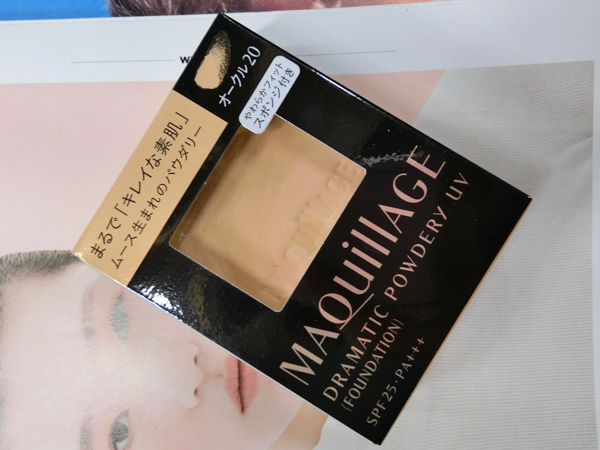 オークル20
やわらかフィット
スポンジ付き
まるで「キレイな素肌」
ムース生まれのパウダリー
MAQuillAGE
DRAMATIC POWDERY UV
(FOUNDATION)
SPF25・PA+++